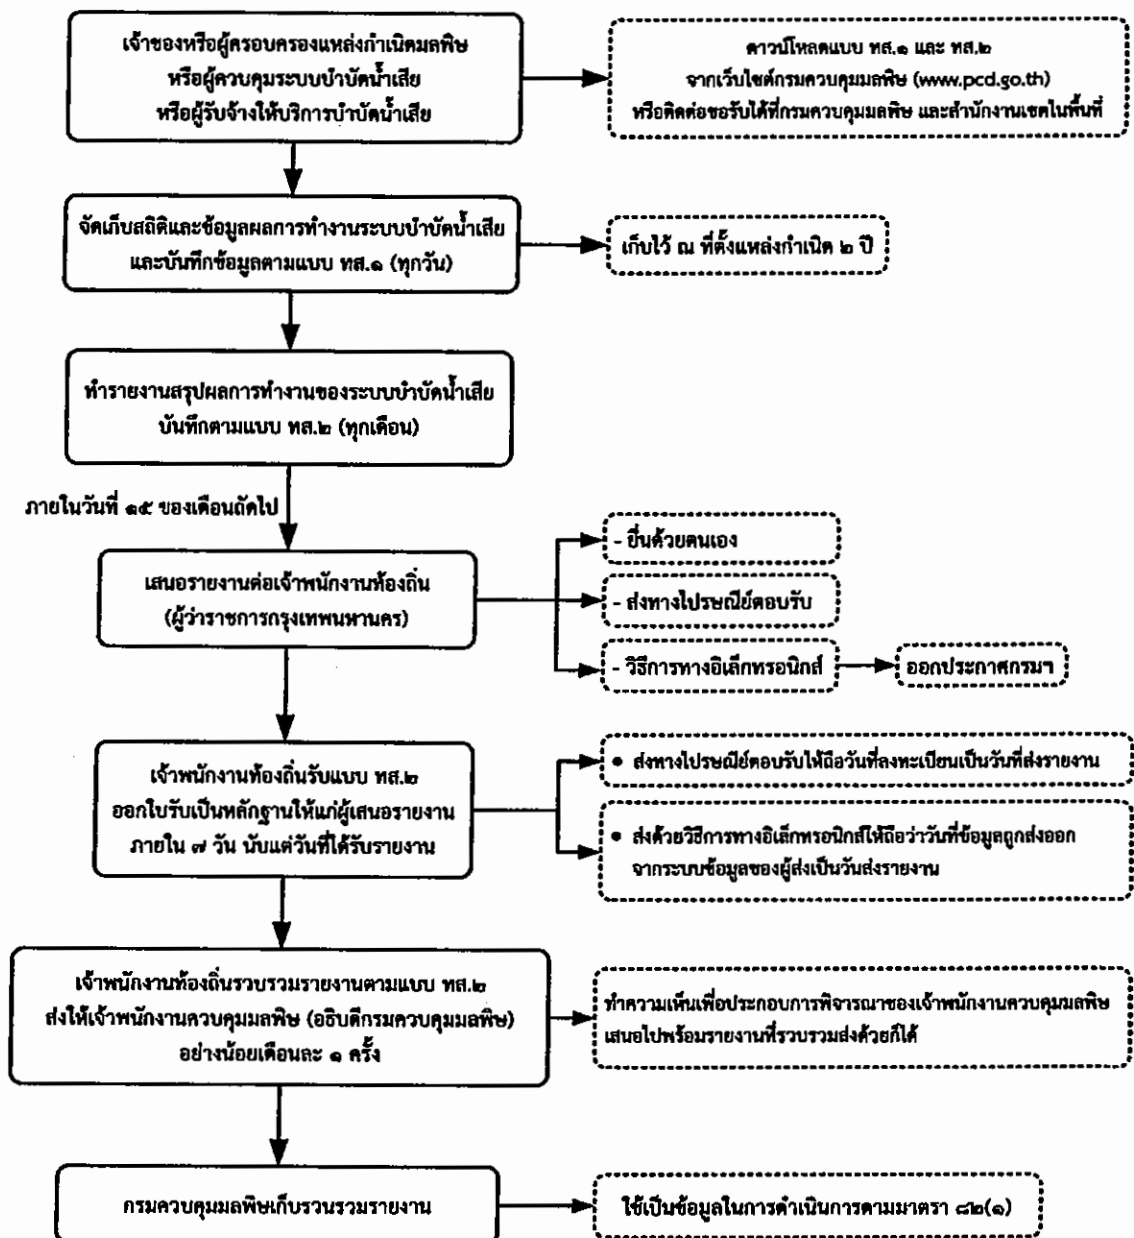 เจ้าของหรือผู้ครอบครองแหล่งกำเนิดมลพิษ
หรือผู้ควบคุมระบบบำบัดน้ำเสีย
หรือผู้รับจ้างให้บริการบำบัดน้ำเสีย
ดาวน์โหลดแบบ ทส.๑ และ ทส.๒
จากเว็บไซต์กรมควบคุมมลพิษ (www.pcd.go.th)
หรือติดต่อขอรับได้ที่กรมควบคุมมลพิษ และสำนักงานเขตในพื้นที่
จัดเก็บสถิติและข้อมูลผลการทำงานระบบบำบัดน้ำเสีย
และบันทึกข้อมูลตามแบบ ทส.๑ (ทุกวัน)
เก็บไว้ ณ ที่ตั้งแหล่งกำเนิด ๒ ปี
ทำรายงานสรุปผลการทำงานของระบบบำบัดน้ำเสีย
บันทึกตามแบบ ทส.๒ (ทุกเดือน)
ภายในวันที่ ๑๕ ของเดือนถัดไป
เสนอรายงานต่อเจ้าพนักงานท้องถิ่น
(ผู้ว่าราชการกรุงเทพนหานคร)
- ยื่นด้วยตนเอง
- ส่งทางไปรษณีย์ตอบรับ
- วิธีการทางอิเล็กทรอนิกส์
ออกประกาศกรมฯ
เจ้าพนักงานท้องถิ่นรับแบบ ทส.๒
ออกใบรับเป็นหลักฐานให้แก่ผู้เสนอรายงาน
ภายใน ๗ วัน นับแต่วันที่ได้รับรายงาน
• ส่งทางไปรษณีย์ตอบรับให้ถือวันที่ลงทะเบียนเป็นวันที่ส่งรายงาน
• ส่งด้วยวิธีการทางอิเล็กทรอนิกส์ให้ถือว่าวันที่ข้อมูลถูกส่งออก
จากระบบข้อมูลของผู้ส่งเป็นวันส่งรายงาน
เจ้าพนักงานท้องถิ่นรวบรวมรายงานตามแบบ ทส.๒
ส่งให้เจ้าพนักงานควบคุมมลพิษ (อธิบดีกรมควบคุมมลพิษ)
อย่างน้อยเดือนละ ๑ ครั้ง
ทำความเห็นเพื่อประกอบการพิจารณาของเจ้าพนักงานควบคุมมลพิษ
เสนอไปพร้อมรายงานที่รวบรวมส่งด้วยก็ได้
กรมควบคุมมลพิษเก็บรวนรวมรายงาน
ใช้เป็นข้อมูลในการดำเนินการตามมาตรา ๘๒(๑)